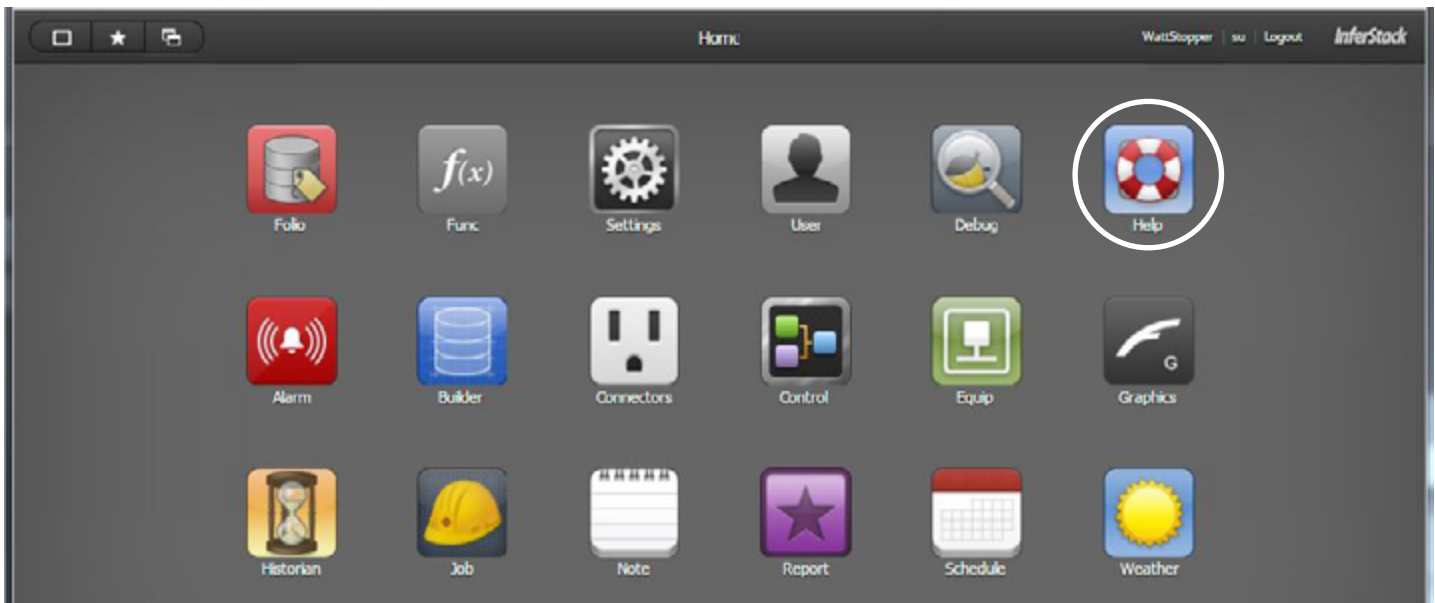 Home
WattStopper | su | Logout InferStack
f(x)
Folio Func Settings User Debug Help
G
Alarm Builder Connectors Control Equip Graphics
Historian Job Note Report Schedule Weather